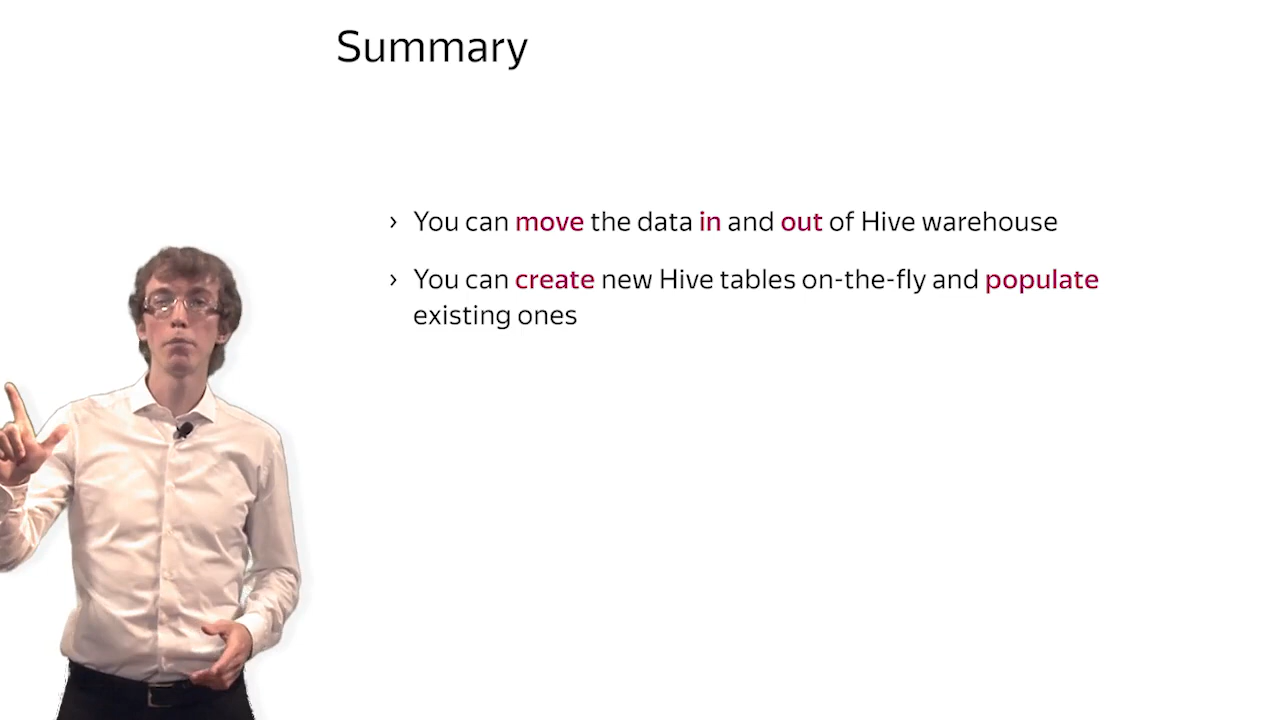 Summary
› You can move the data in and out of Hive warehouse
› You can create new Hive tables on-the-fly and populate
existing ones